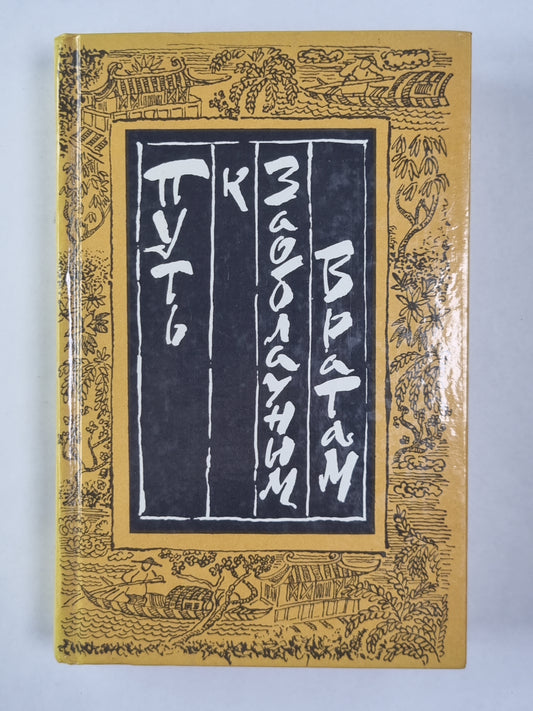 Путь
к
Заоблачным
Вратам